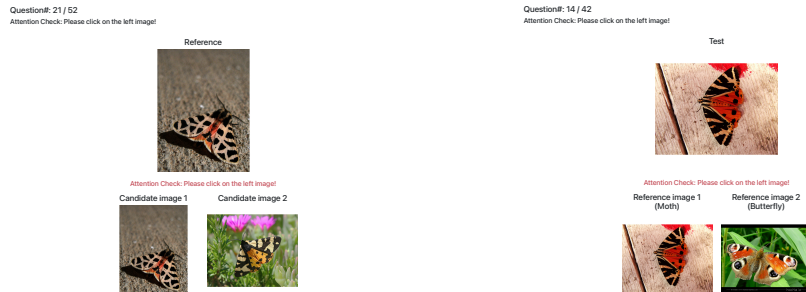 Question#: 21 / 52
Attention Check: Please click on the left image!
Reference
Attention Check: Please click on the left image!
Candidate image 1
Candidate image 2
Question#: 14 / 42
Attention Check: Please click on the left image!
Test
Attention Check: Please click on the left image!
Reference image 1
(Moth)
Reference image 2
(Butterfly)